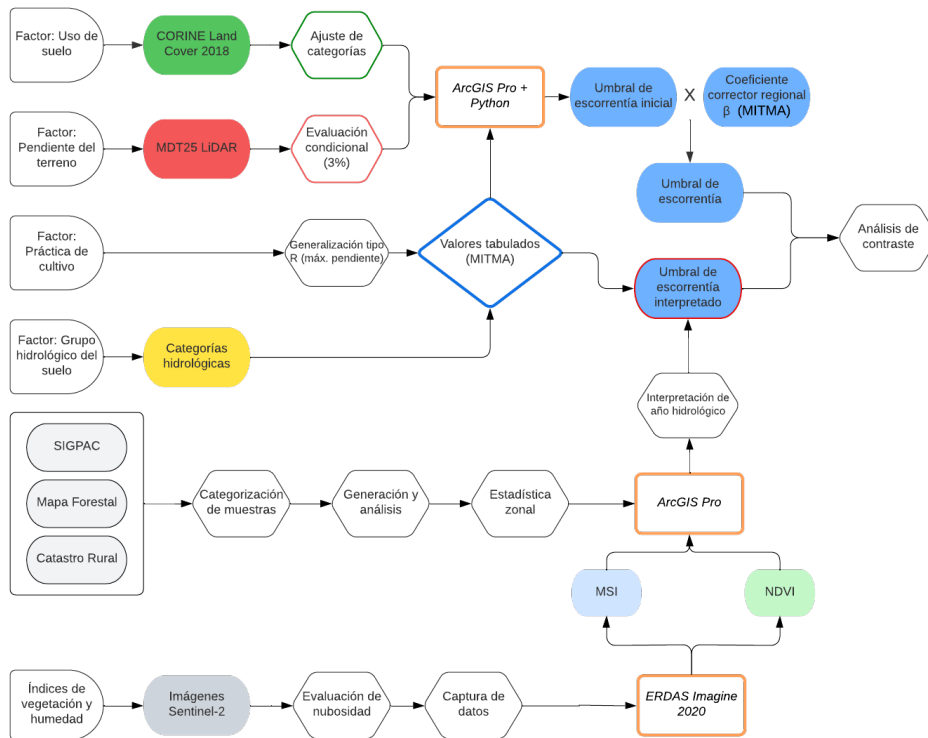 Factor: Uso de
suelo
CORINE Land
Cover 2018
Ajuste de
categorías
ArcGIS Pro +
Python
Umbral de
escorrentía inicial
X
Coeficiente
corrector regional
β (MITMA)
Factor:
Pendiente del
terreno
MDT25 LiDAR
Evaluación
condicional
(3%)
Umbral de
escorrentía
Factor:
Práctica de
cultivo
Generalización tipo
R (máx. pendiente)
Valores tabulados
(MITMA)
Umbral de
escorrentía
interpretado
Análisis de
contraste
Factor: Grupo
hidrológico del
suelo
Categorías
hidrológicas
Interpretación de
año hidrológico
SIGPAC
Mapa Forestal
Catastro Rural
Categorización
de muestras
Generación y
análisis
Estadística
zonal
ArcGIS Pro
MSI
NDVI
Índices de
vegetación y
humedad
Imágenes
Sentinel-2
Evaluación de
nubosidad
Captura de
datos
ERDAS Imagine
2020